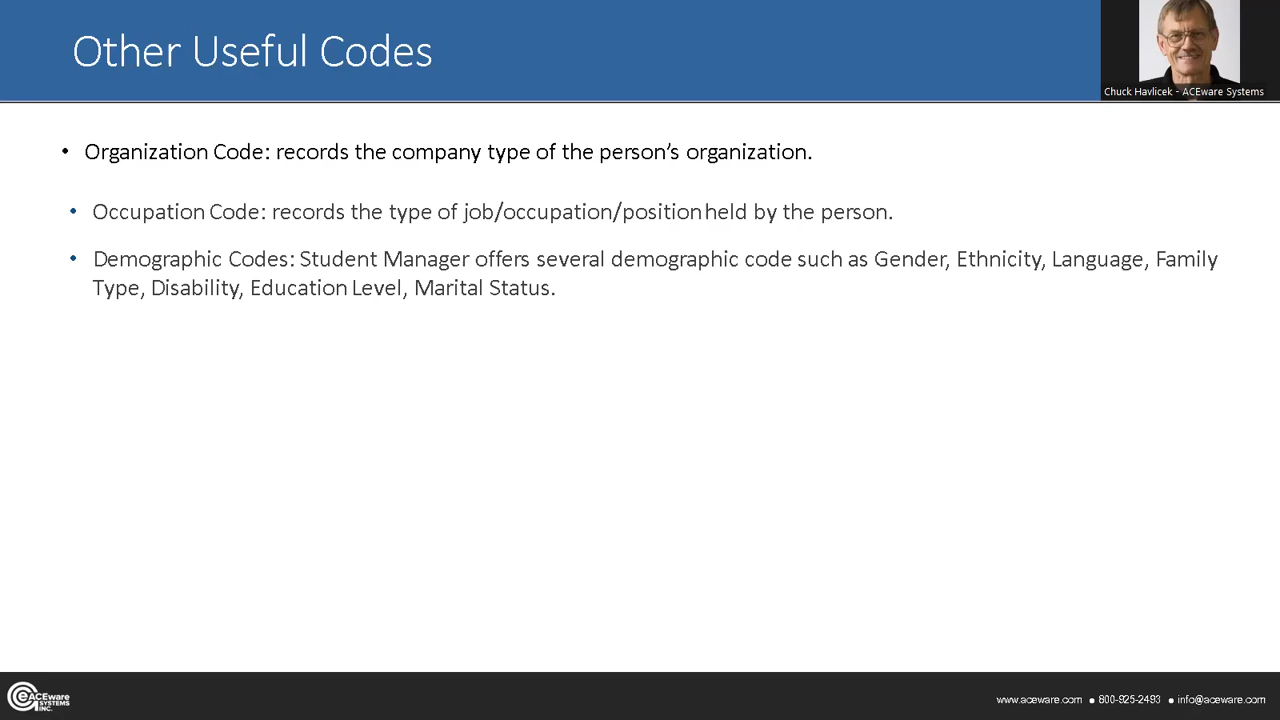 Other Useful Codes
Chuck Havlicek - ACEware Systems
• Organization Code: records the company type of the person's organization.
• Occupation Code: records the type of job/occupation/position held by the person.
• Demographic Codes: Student Manager offers several demographic code such as Gender, Ethnicity, Language, Family
Type, Disability, Education Level, Marital Status.
ACEware
SYSTEMS
INC.
www.aceware.com ● 800-925-2493 ● info@aceware.com